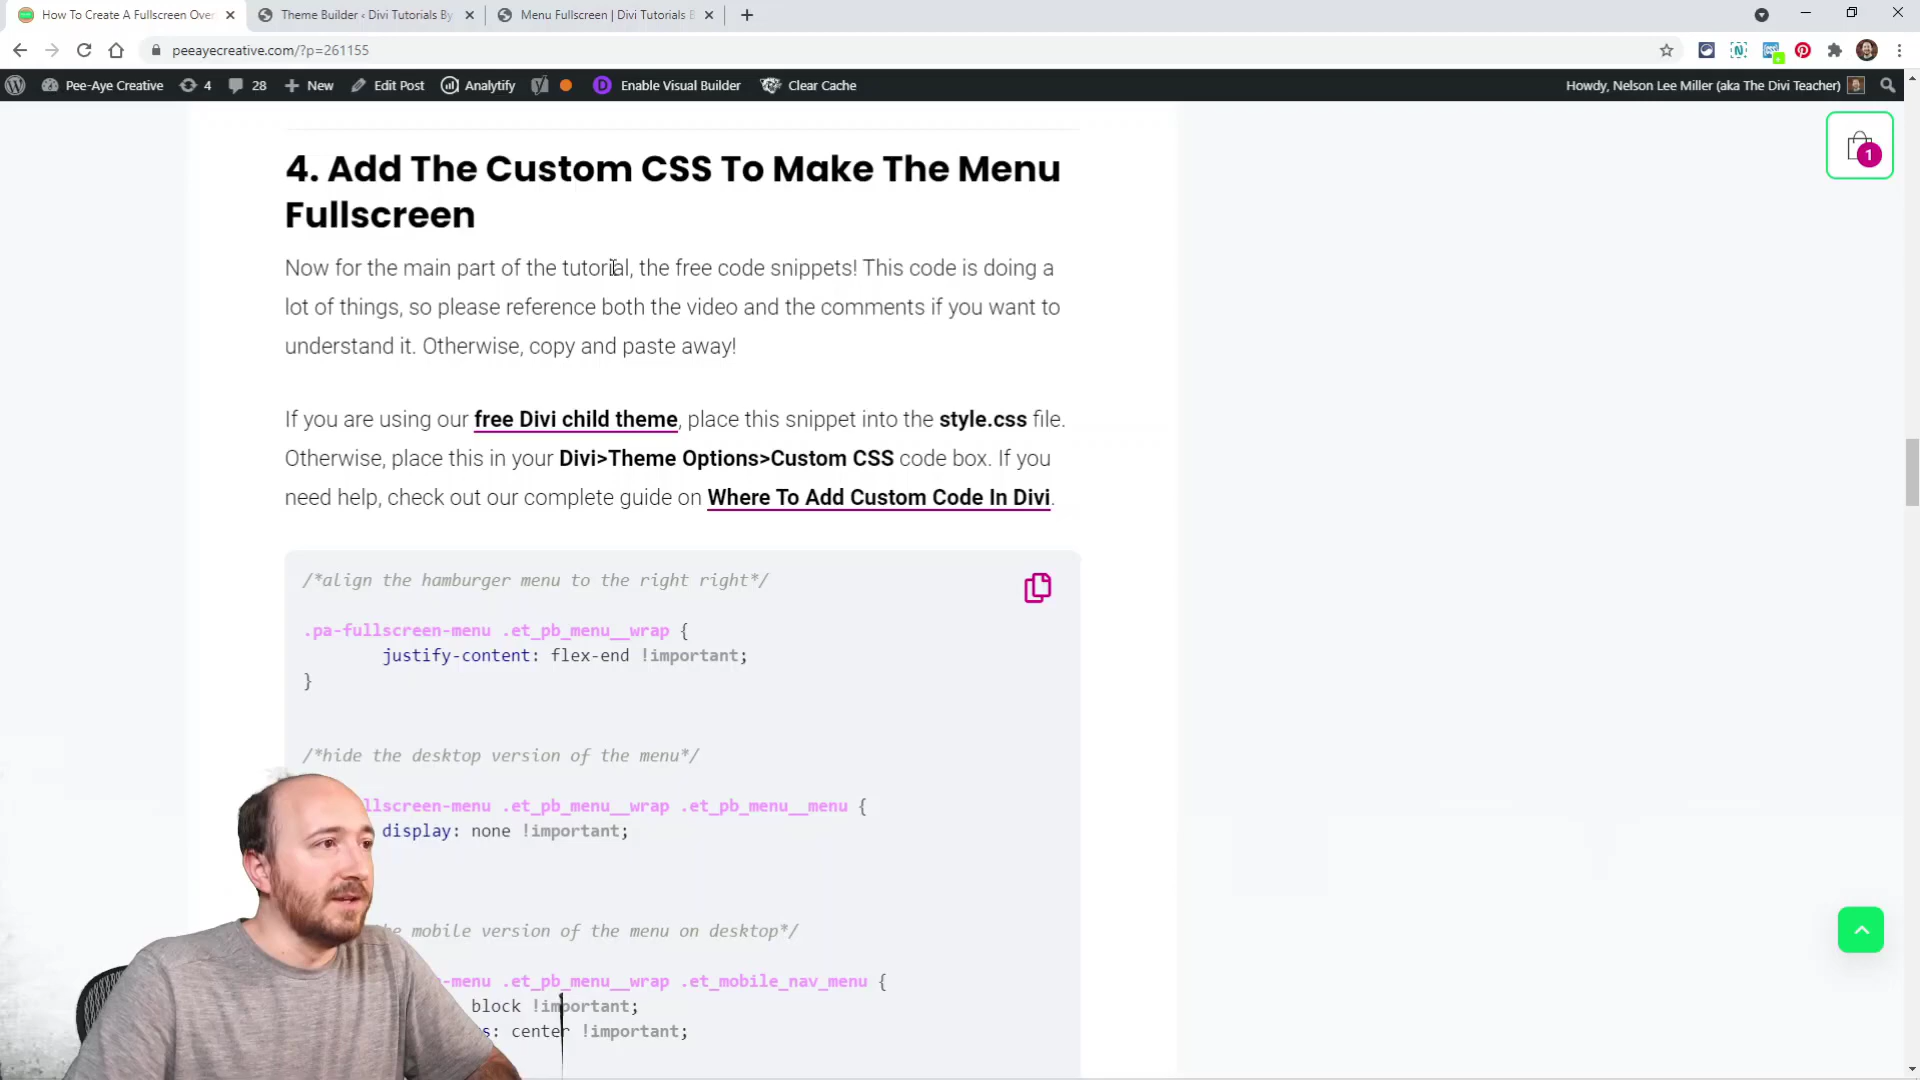 How To Create A Fullscreen Over
Theme Builder ‹ Divi Tutorials By
Menu Fullscreen | Divi Tutorials B
peeayecreative.com/?p=261155
Pee-Aye Creative 4 28 New Edit Post Analytify Enable Visual Builder Clear Cache Howdy, Nelson Lee Miller (aka The Divi Teacher)
1
4. Add The Custom CSS To Make The Menu
Fullscreen
Now for the main part of the tutorial, the free code snippets! This code is doing a
lot of things, so please reference both the video and the comments if you want to
understand it. Otherwise, copy and paste away!
If you are using our free Divi child theme, place this snippet into the style.css file.
Otherwise, place this in your Divi>Theme Options>Custom CSS code box. If you
need help, check out our complete guide on Where To Add Custom Code In Divi.
/*align the hamburger menu to the right right*/
.pa-fullscreen-menu .et_pb_menu__wrap {
justify-content: flex-end !important;
}
/*hide the desktop version of the menu*/
llscreen-menu .et_pb_menu__wrap .et_pb_menu__menu {
display: none !important;
he mobile version of the menu on desktop*/
-menu .et_pb_menu__wrap .et_mobile_nav_menu {
block !important;
s: center !important;